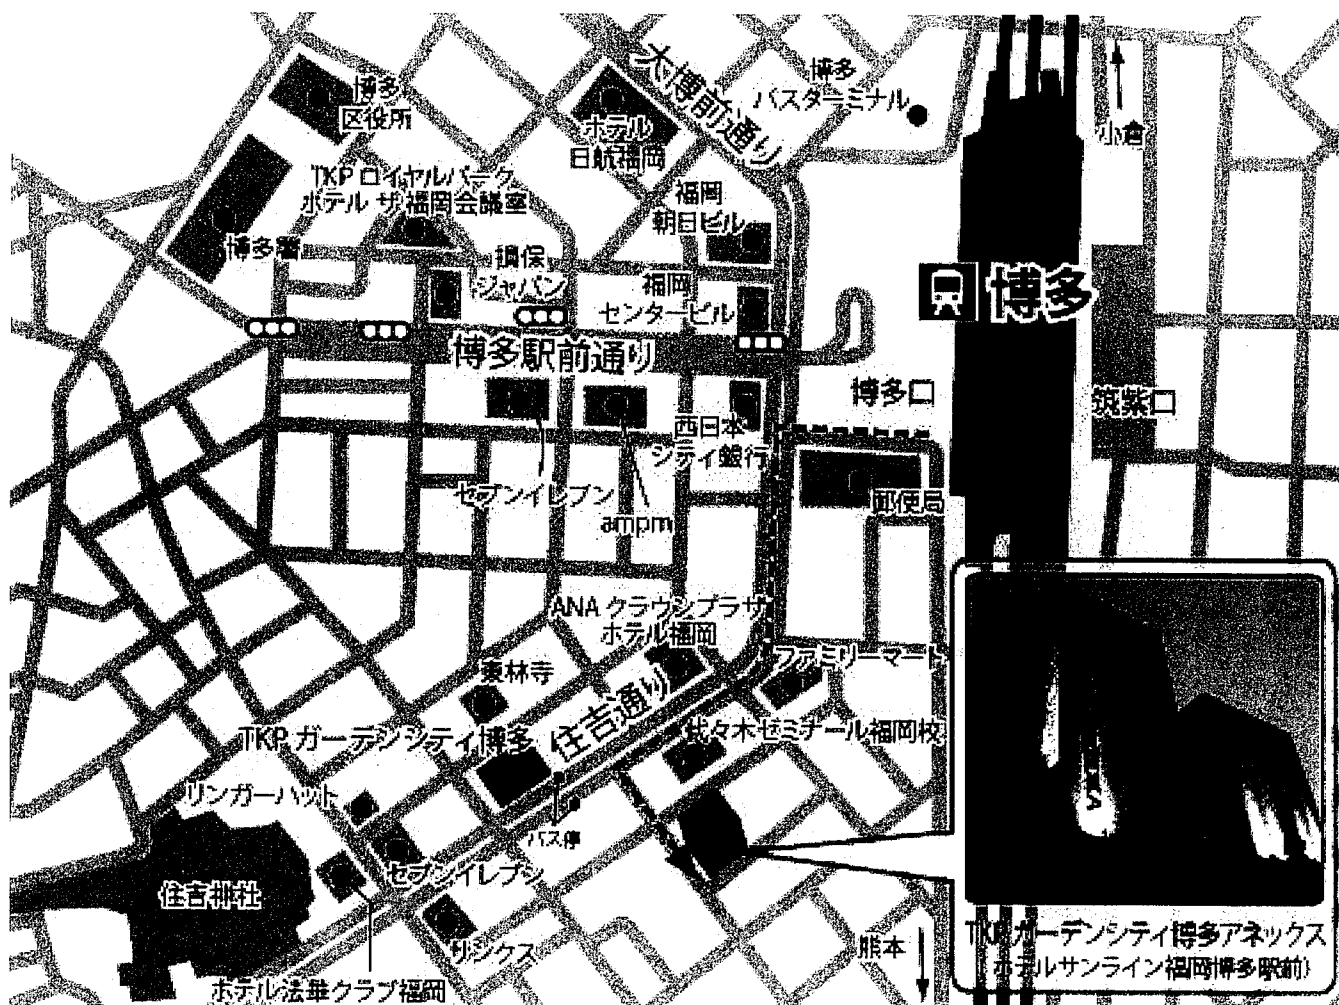 大博前通り
博多
バスターミナル
小倉
博多
区役所
ホテル
日航福岡
TKP ロイヤルパーク
ホテル ザ 福岡会議室
福岡
朝日ビル
博多署
ジャパン
福岡
センタービル
博多
博多駅前通り
博多口
筑紫口
西日本
シティ銀行
セブンイレブン
ampm
郵便局
ANA クラウンプラザ
ホテル福岡
ファミリーマート
東林寺
住吉通り
代々木ゼミナール福岡校
TKP ガーデンシティ博多
リンガーハット
バス停
セブンイレブン
住吉神社
サンクス
熊本
ホテル法華クラブ福岡
TKP ガーデンシティ博多アネックス
(ホテルサンライン福岡博多駅前)